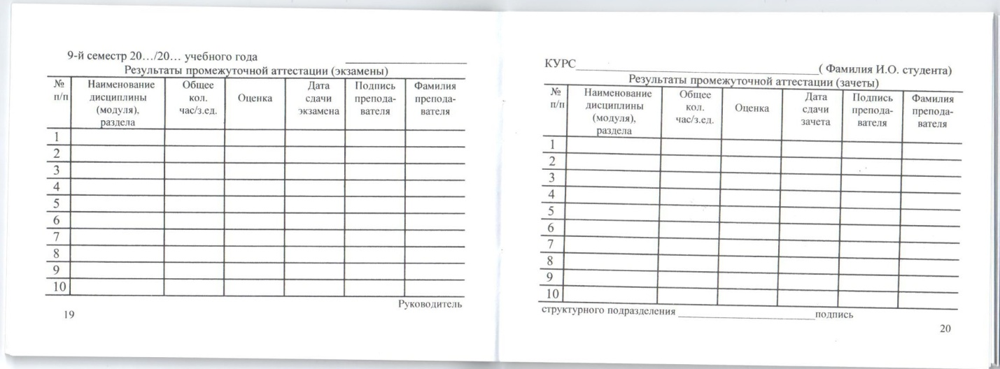 9-й семестр 20…/20… учебного года
Результаты промежуточной аттестации (экзамены)
№ Наименование Общее Дата Подпись Фамилия
п/п дисциплины кол. Оценка сдачи препода- препода-
(модуля), час/з.ед. экзамена вателя вателя
раздела
1
2
3
4
5
6
7
8
9
10
Руководитель
19
КУРС ( Фамилия И.О. студента)
Результаты промежуточной аттестации (зачеты)
№ Наименование Общее Дата Подпись Фамилия
п/п дисциплины кол. Оценка сдачи препода- препода-
(модуля), час/з.ед. зачета вателя вателя
раздела
1
2
3
4
5
6
7
8
9
10
структурного подразделения подпись
20